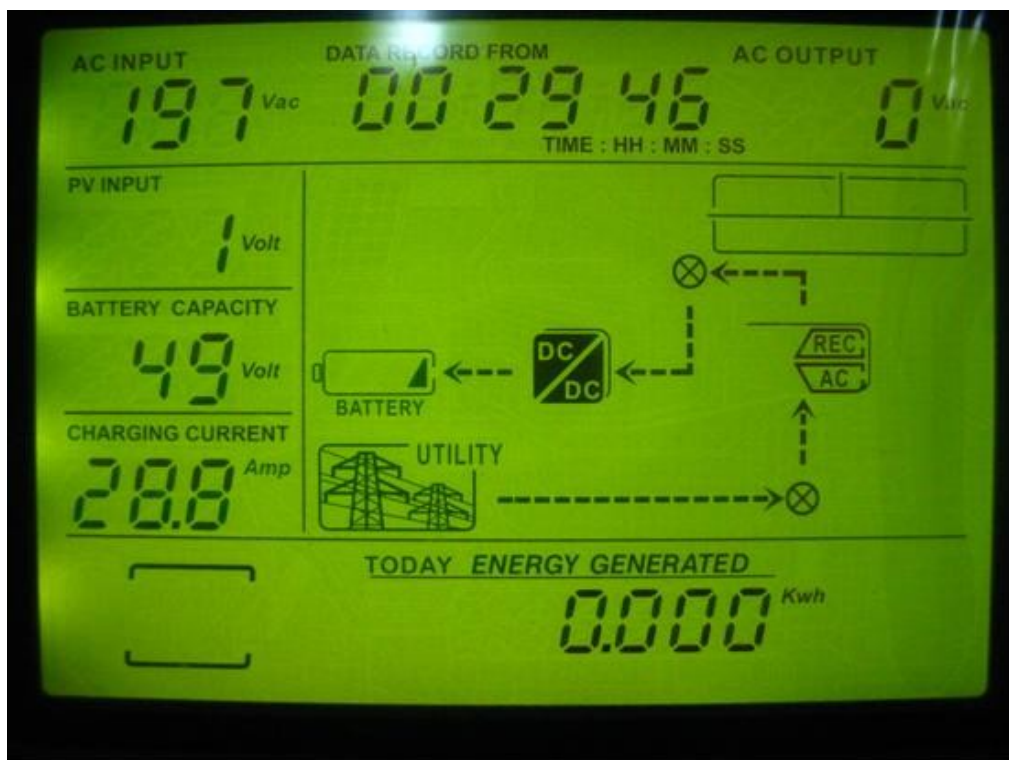 AC INPUT DATA RECORD FROM AC OUTPUT
197 Vac 00 29 46 0 Vac
TIME : HH : MM : SS
PV INPUT
1 Volt
BATTERY CAPACITY
49 Volt
DC
DC
REC
AC
BATTERY
CHARGING CURRENT
28.8 Amp
UTILITY
TODAY ENERGY GENERATED
0.000 Kwh